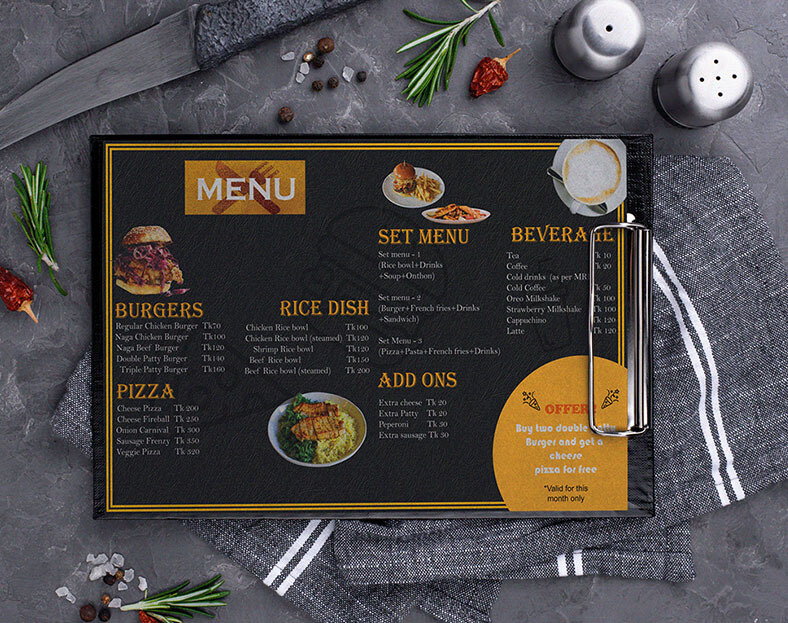 MENU
BURGERS
Regular Chicken Burger Tk70
Naga Chicken Burger Tk100
Naga Beef Burger Tk120
Double Patty Burger Tk140
Triple Patty Burger Tk160
PIZZA
Cheese Pizza Tk 200
Cheese Fireball Tk 250
Onion Carnival Tk 300
Sausage Frenzy Tk 350
Veggie Pizza Tk 320
RICE DISH
Chicken Rice bowl Tk100
Chicken Rice bowl (steamed) Tk120
Shrimp Rice bowl Tk120
Beef Rice bowl Tk150
Beef Rice bowl (steamed) Tk 200
SET MENU
Set menu - 1
(Rice bowl+Drinks
+Soup+Onthon)
Set menu - 2
(Burger+French fries+Drinks
+Sandwich)
Set Menu - 3
(Pizza+Pasta+French fries+Drinks)
ADD ONS
Extra cheese Tk 20
Extra Patty Tk 20
Peperoni Tk 30
Extra sausage Tk 30
BEVERAGE
Tea Tk 10
Coffee Tk 20
Cold drinks (as per MR
Cold Coffee Tk 50
Oreo Milkshake Tk 100
Strawberry Milkshake Tk 100
Cappuchino Tk 120
Latte Tk 120
OFFER
Buy two double
Burger and get a
cheese
pizza for free
*Valid for this
month only